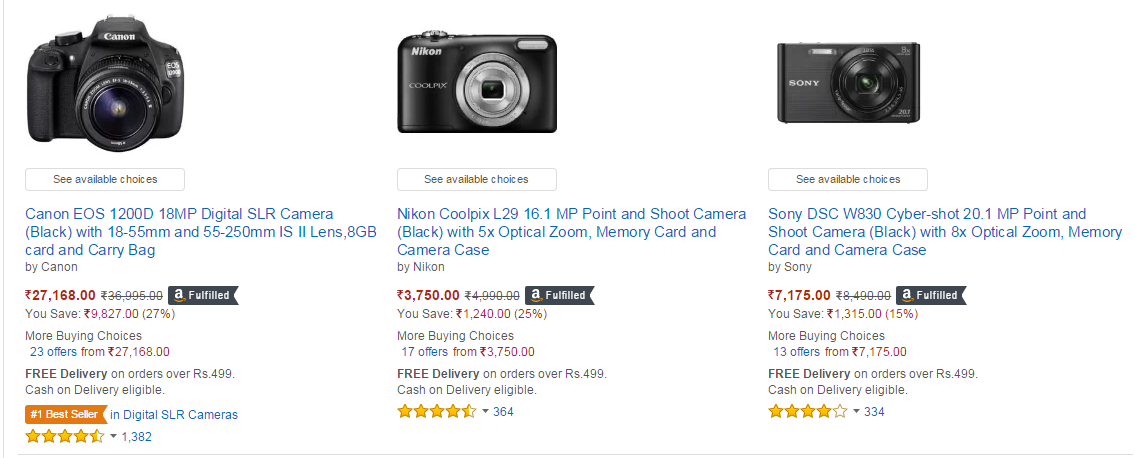 Canon
EOS
1200D
See available choices
Canon EOS 1200D 18MP Digital SLR Camera
(Black) with 18-55mm and 55-250mm IS II Lens,8GB
card and Carry Bag
by Canon
₹27,168.00 ₹36,995.00 a Fulfilled
You Save: ₹9,827.00 (27%)
More Buying Choices
23 offers from ₹27,168.00
FREE Delivery on orders over Rs.499.
Cash on Delivery eligible.
#1 Best Seller in Digital SLR Cameras
1,382
Nikon
COOLPIX
See available choices
Nikon Coolpix L29 16.1 MP Point and Shoot Camera
(Black) with 5x Optical Zoom, Memory Card and
Camera Case
by Nikon
₹3,750.00 ₹4,990.00 a Fulfilled
You Save: ₹1,240.00 (25%)
More Buying Choices
17 offers from ₹3,750.00
FREE Delivery on orders over Rs.499.
Cash on Delivery eligible.
364
SONY
8x
20.1
See available choices
Sony DSC W830 Cyber-shot 20.1 MP Point and
Shoot Camera (Black) with 8x Optical Zoom, Memory
Card and Camera Case
by Sony
₹7,175.00 ₹8,490.00 a Fulfilled
You Save: ₹1,315.00 (15%)
More Buying Choices
13 offers from ₹7,175.00
FREE Delivery on orders over Rs.499.
Cash on Delivery eligible.
334